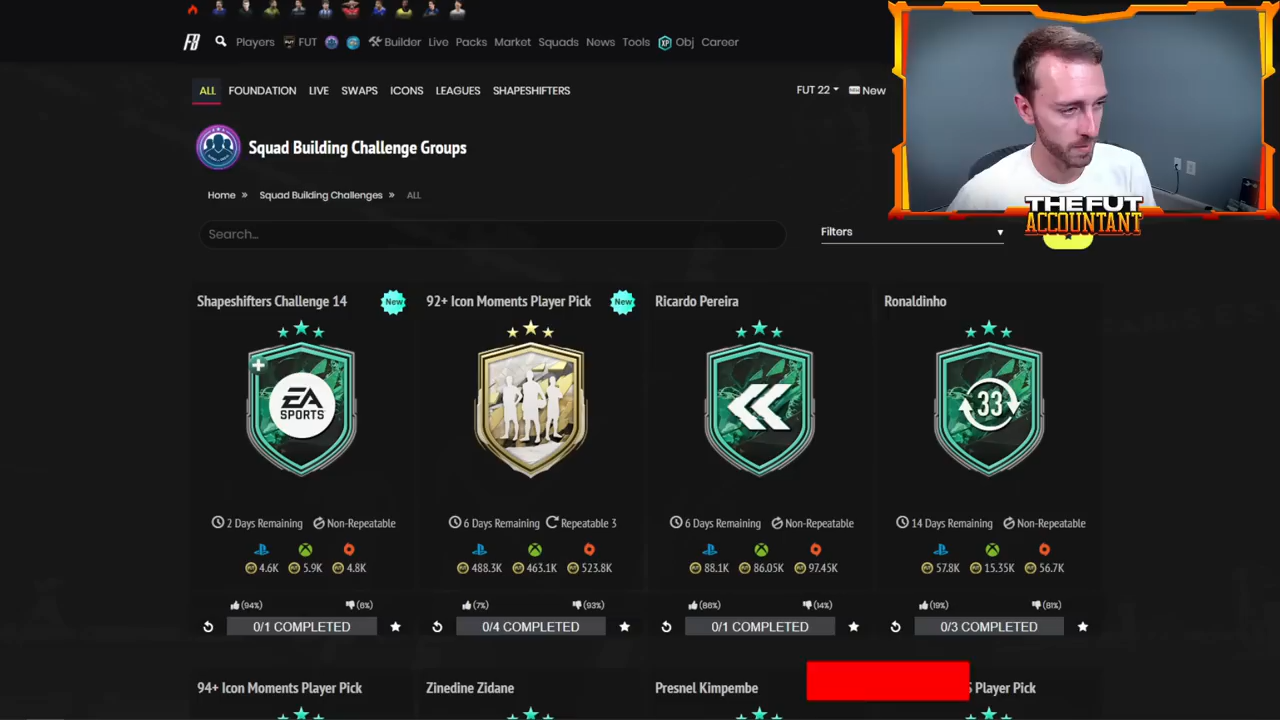 F8 Players FUT Builder Live Packs Market Squads News Tools XP Obj Career
ALL FOUNDATION LIVE SWAPS ICONS LEAGUES SHAPESHIFTERS FUT 22 New
Squad Building Challenge Groups
Home » Squad Building Challenges » ALL
THE FUT
ACCOUNTANT
Search... Filters
Shapeshifters Challenge 14 New 92+ Icon Moments Player Pick New Ricardo Pereira Ronaldinho
EA
SPORTS
33
2 Days Remaining Non-Repeatable 6 Days Remaining Repeatable 3 6 Days Remaining Non-Repeatable 14 Days Remaining Non-Repeatable
4.6K 5.9K 4.8K 488.3K 463.1K 523.8K 88.1K 86.05K 97.45K 57.8K 15.35K 56.7K
(94%) (6%) (7%) (93%) (86%) (14%) (19%) (81%)
0/1 COMPLETED 0/4 COMPLETED 0/1 COMPLETED 0/3 COMPLETED
94+ Icon Moments Player Pick Zinedine Zidane Presnel Kimpembe Player Pick